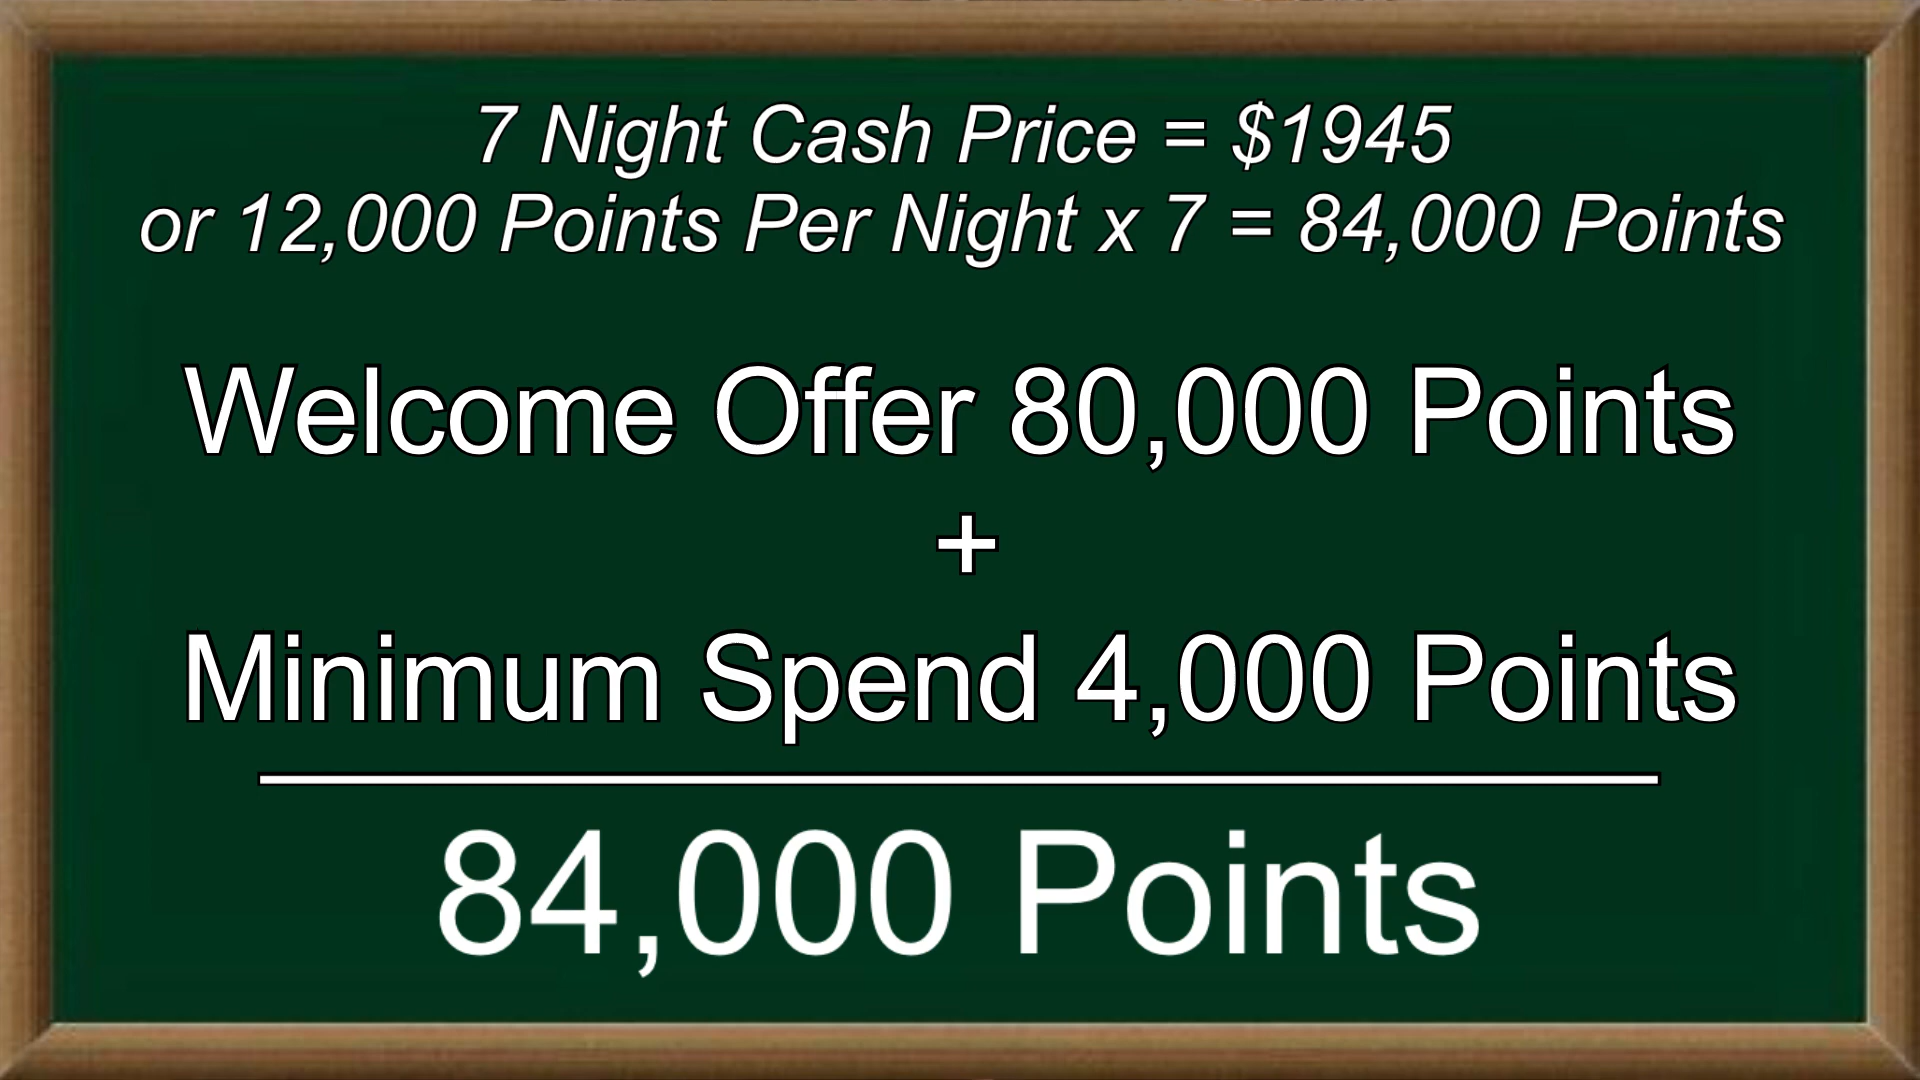 7 Night Cash Price = $1945
or 12,000 Points Per Night x 7 = 84,000 Points
Welcome Offer 80,000 Points
+
Minimum Spend 4,000 Points
84,000 Points